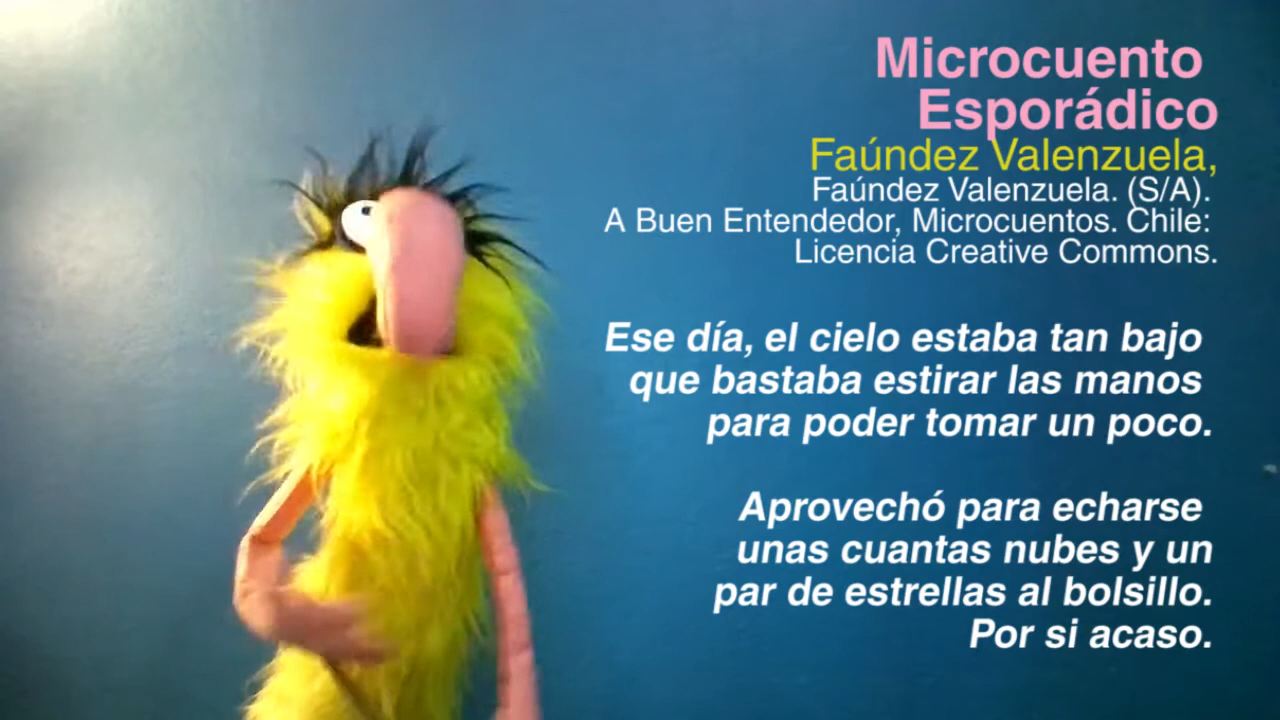 Microcuento
Esporádico
Faúndez Valenzuela,
Faúndez Valenzuela. (S/A).
A Buen Entendedor, Microcuentos. Chile:
Licencia Creative Commons.
Ese día, el cielo estaba tan bajo
que bastaba estirar las manos
para poder tomar un poco.
Aprovechó para echarse
unas cuantas nubes y un
par de estrellas al bolsillo.
Por si acaso.